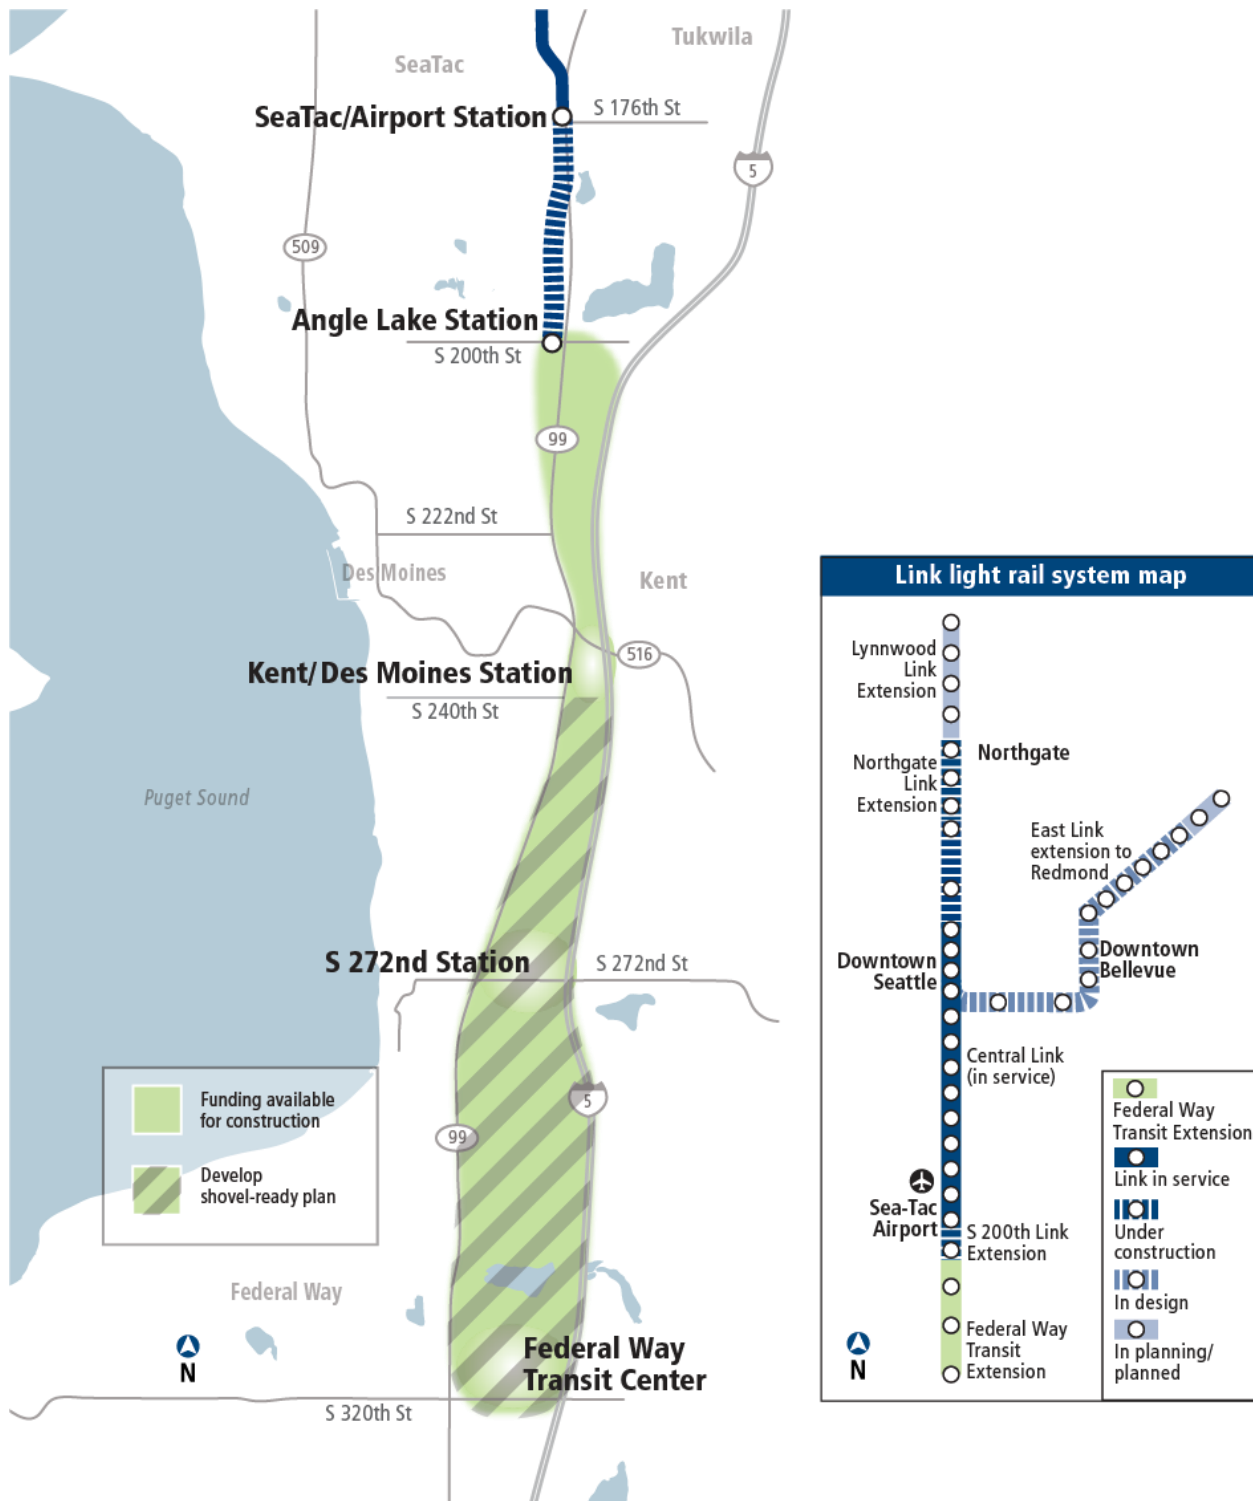 Tukwila
SeaTac
S 176th St
SeaTac/Airport Station
5
509
Angle Lake Station
S 200th St
99
S 222nd St
Des Moines
Kent
516
Kent/Des Moines Station
S 240th St
Puget Sound
S 272nd Station
S 272nd St
5
99
Funding available
for construction
Develop
shovel-ready plan
Federal Way
N
Federal Way
Transit Center
S 320th St
Link light rail system map
Lynnwood
Link
Extension
Northgate
Northgate
Link
Extension
East Link
extension to
Redmond
Downtown
Seattle
Downtown
Bellevue
Central Link
(in service)
Sea-Tac
Airport
S 200th Link
Extension
Federal Way
Transit
Extension
N
Federal Way
Transit Extension
Link in service
Under
construction
In design
In planning/
planned